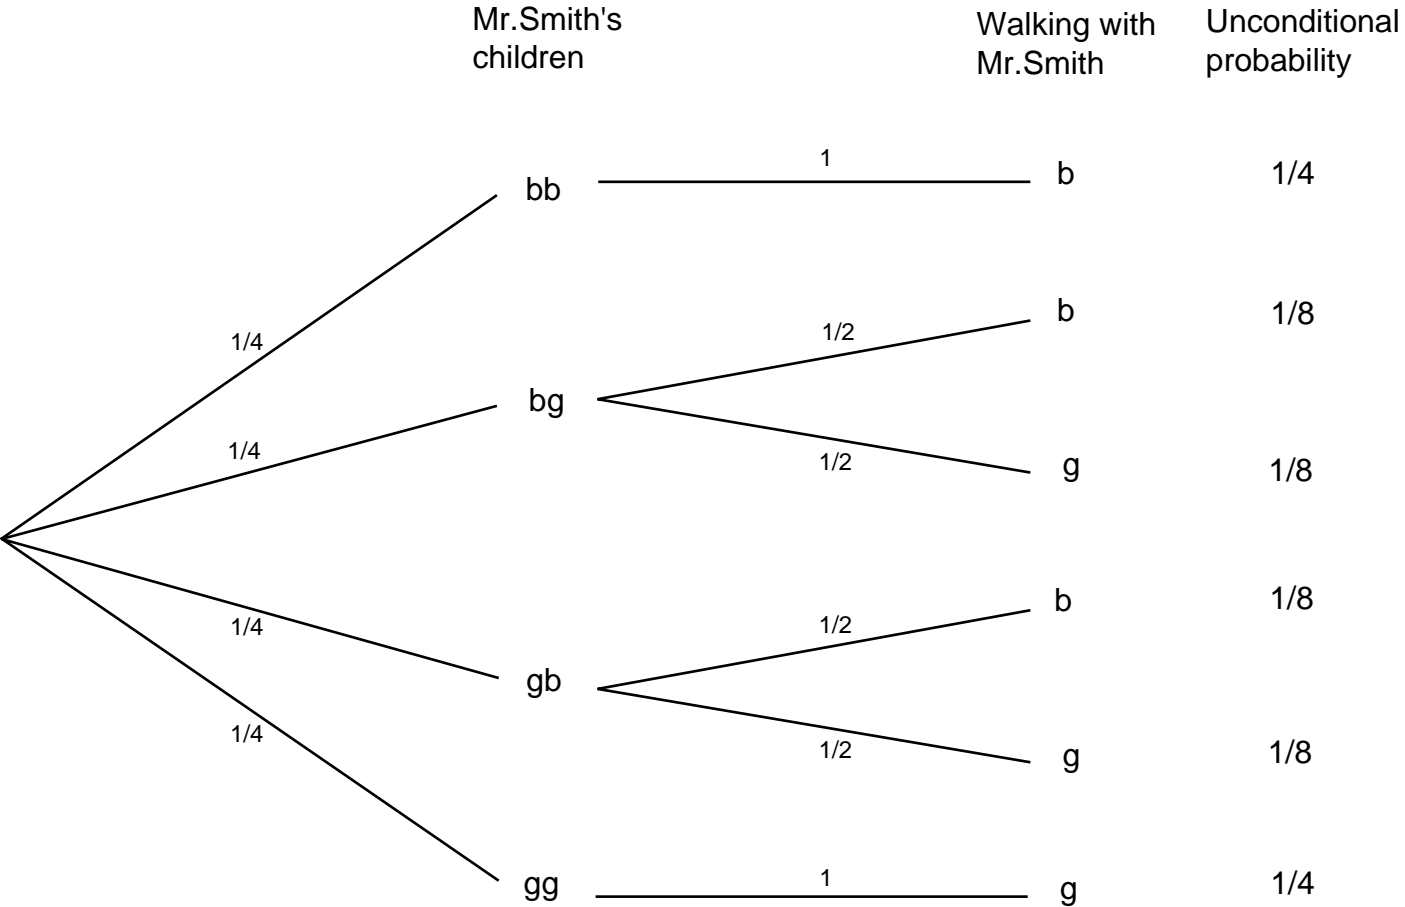 Mr.Smith's
children
Walking with
Mr.Smith
Unconditional
probability
1
b
1/4
bb
b
1/8
1/2
1/4
bg
1/4
1/2
g
1/8
b
1/8
1/2
1/4
gb
1/4
1/2
g
1/8
1
gg
g
1/4